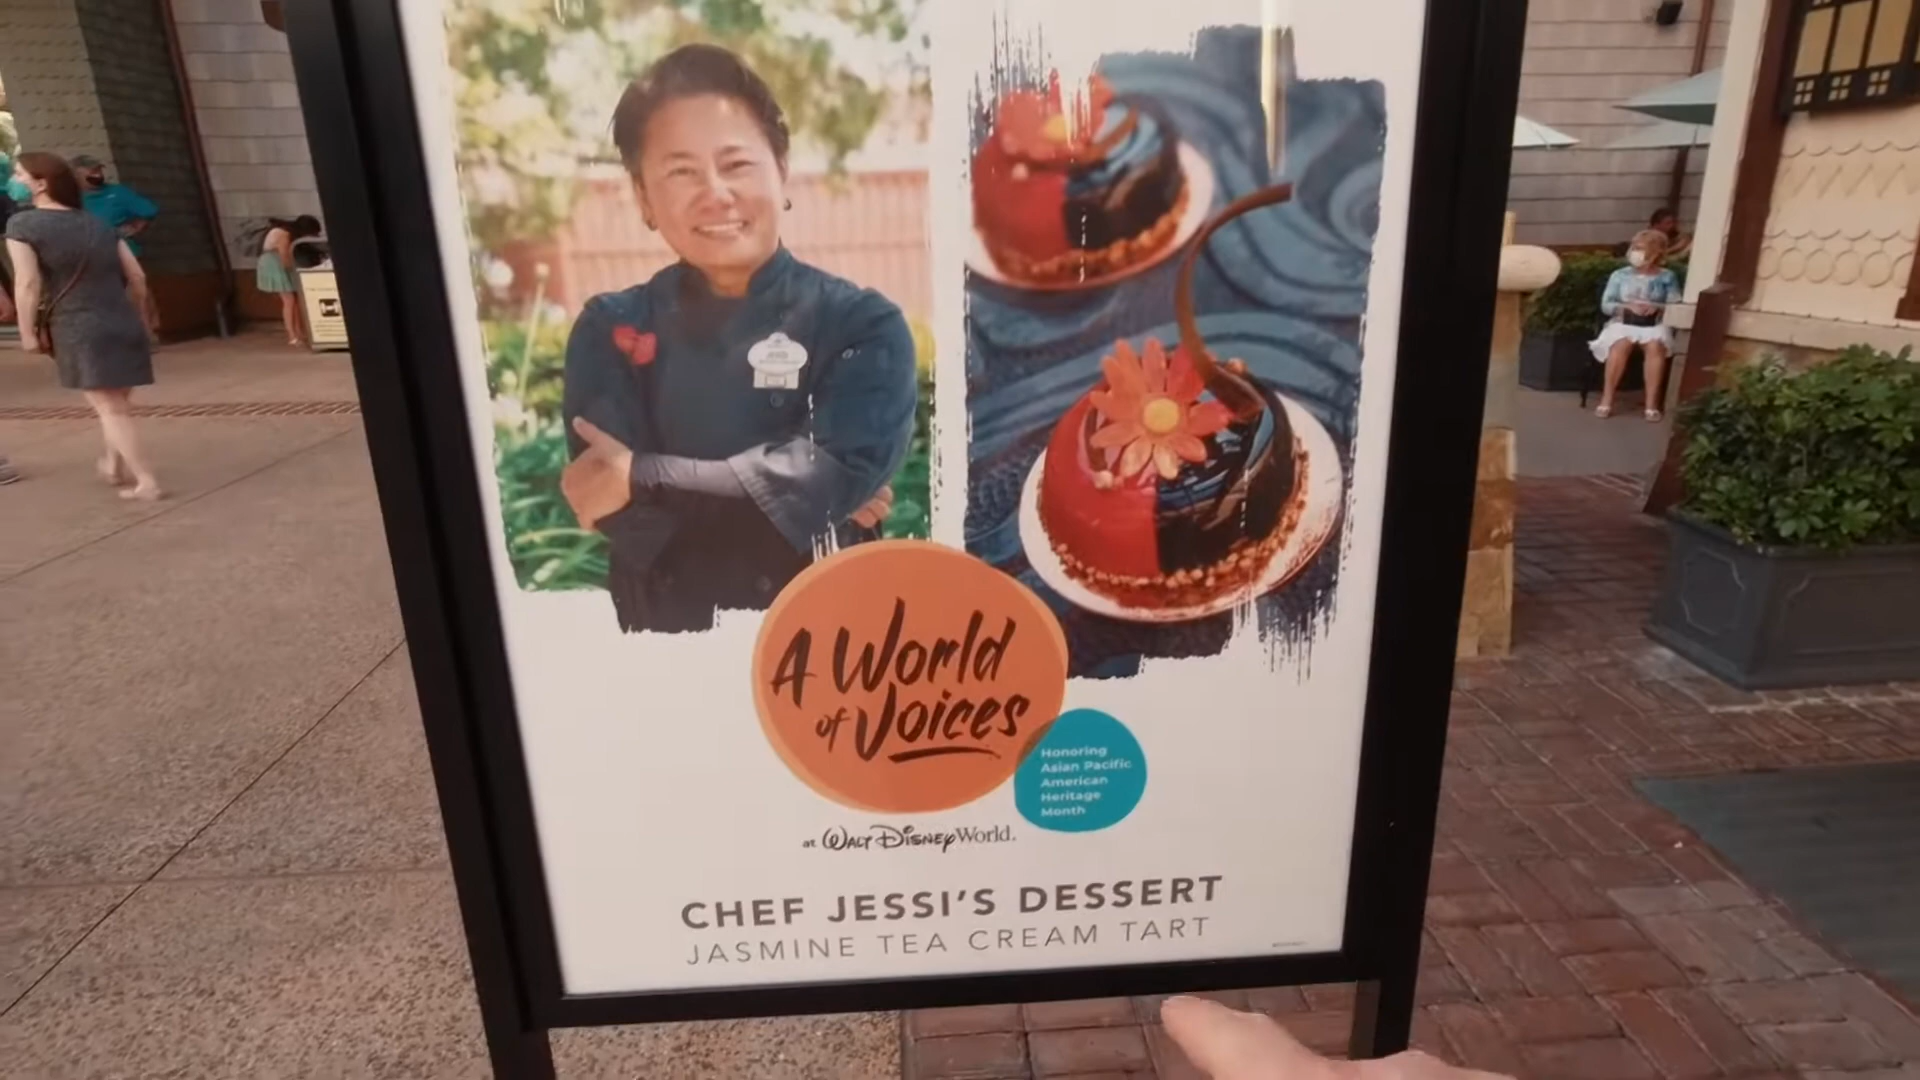 A World
of Voices
Honoring
Asian Pacific
American
Heritage
Month
at Walt Disney World.
CHEF JESSI'S DESSERT
JASMINE TEA CREAM TART